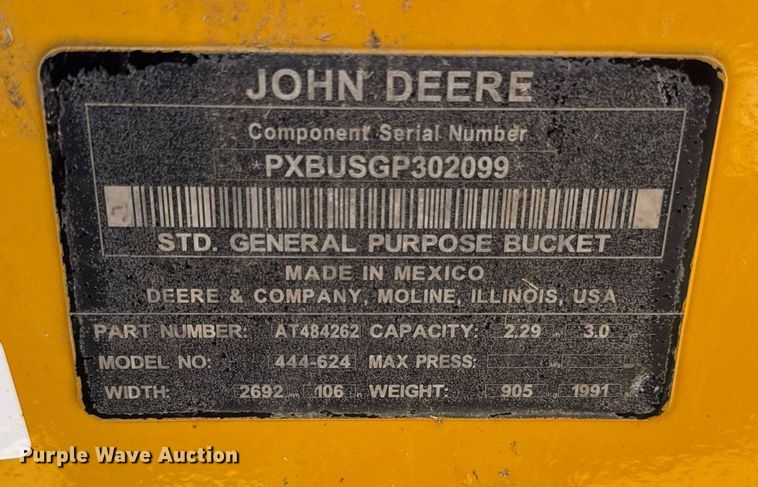 JOHN DEERE
Component Serial Number
PXBUSGP302099
STD. GENERAL PURPOSE BUCKET
MADE IN MEXICO
DEERE & COMPANY, MOLINE, ILLINOIS, USA
PART NUMBER: AT484262 CAPACITY: 2.29 3.0
MODEL NO: 444-624 MAX PRESS:
WIDTH: 2692 106 WEIGHT: 905 1991
Purple Wave Auction